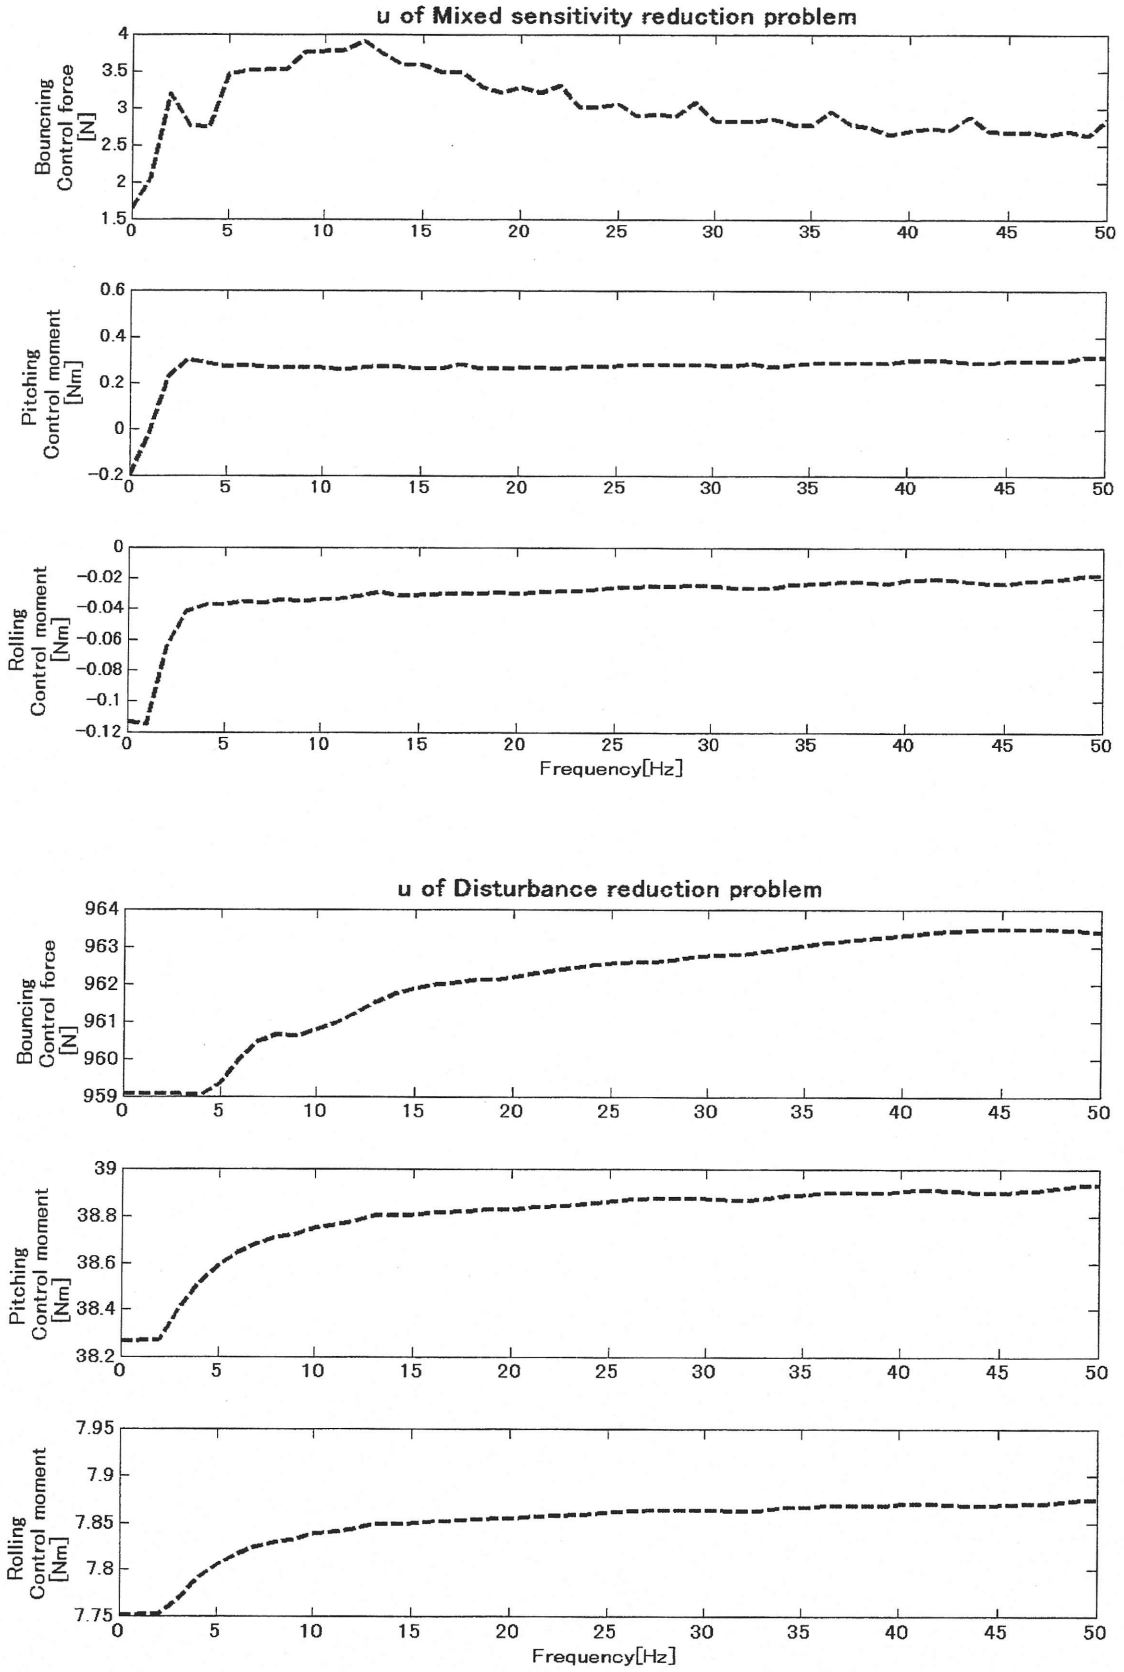 u of Mixed sensitivity reduction problem
Bouncning
Control force
[N]
4
3.5
3
2.5
2
1.5
0 5 10 15 20 25 30 35 40 45 50
Pitching
Control moment
[Nm]
0.6
0.4
0.2
0
-0.2
0 5 10 15 20 25 30 35 40 45 50
Rolling
Control moment
[Nm]
0
-0.02
-0.04
-0.06
-0.08
-0.1
-0.12
0 5 10 15 20 25 30 35 40 45 50
Frequency[Hz]
u of Disturbance reduction problem
Bouncing
Control force
[N]
964
963
962
961
960
959
0 5 10 15 20 25 30 35 40 45 50
Pitching
Control moment
[Nm]
39
38.8
38.6
38.4
38.2
0 5 10 15 20 25 30 35 40 45 50
Rolling
Control moment
[Nm]
7.95
7.9
7.85
7.8
7.75
0 5 10 15 20 25 30 35 40 45 50
Frequency[Hz]